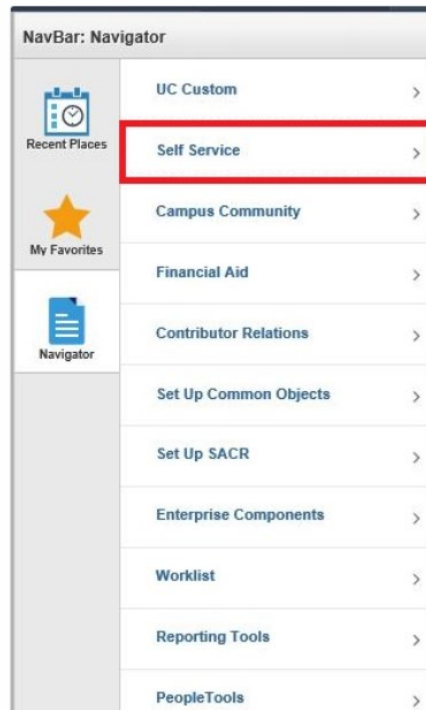 NavBar: Navigator
Recent Places
My Favorites
Navigator
UC Custom
Self Service
Campus Community
Financial Aid
Contributor Relations
Set Up Common Objects
Set Up SACR
Enterprise Components
Worklist
Reporting Tools
PeopleTools